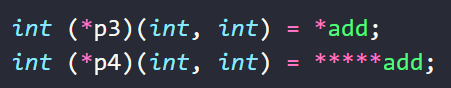 int (*p3)(int, int) = *add;
int (*p4)(int, int) = *****add;